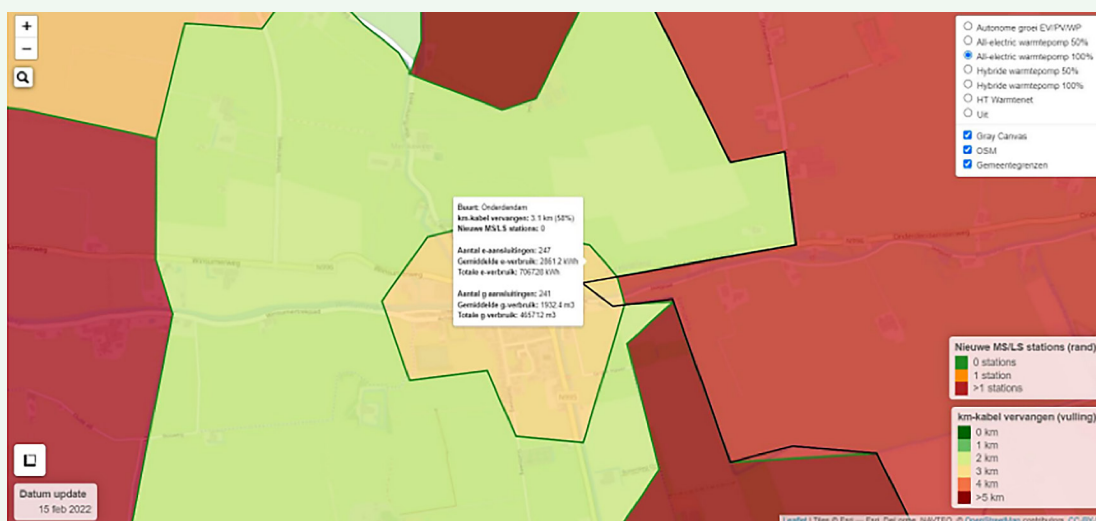 +
−
Autonome groei EV/PV/WP
All-electric warmtepomp 50%
All-electric warmtepomp 100%
Hybride warmtepomp 50%
Hybride warmtepomp 100%
HT Warmtenet
Uit
Gray Canvas
OSM
Gemeentegrenzen
Buurt: Onderdendam
km-kabel vervangen: 3.1 km (58%)
Nieuwe MS/LS stations: 0
Aantal e-aansluitingen: 247
Gemiddelde e-verbruik: 2861.2 kWh
Totale e-verbruik: 706728 kWh
Aantal g-aansluitingen: 241
Gemiddelde g-verbruik: 1932.4 m3
Totale g-verbruik: 465712 m3
Nieuwe MS/LS stations (rand)
0 stations
1 station
>1 stations
km-kabel vervangen (vulling)
0 km
1 km
2 km
3 km
4 km
>5 km
Datum update
15 feb 2022